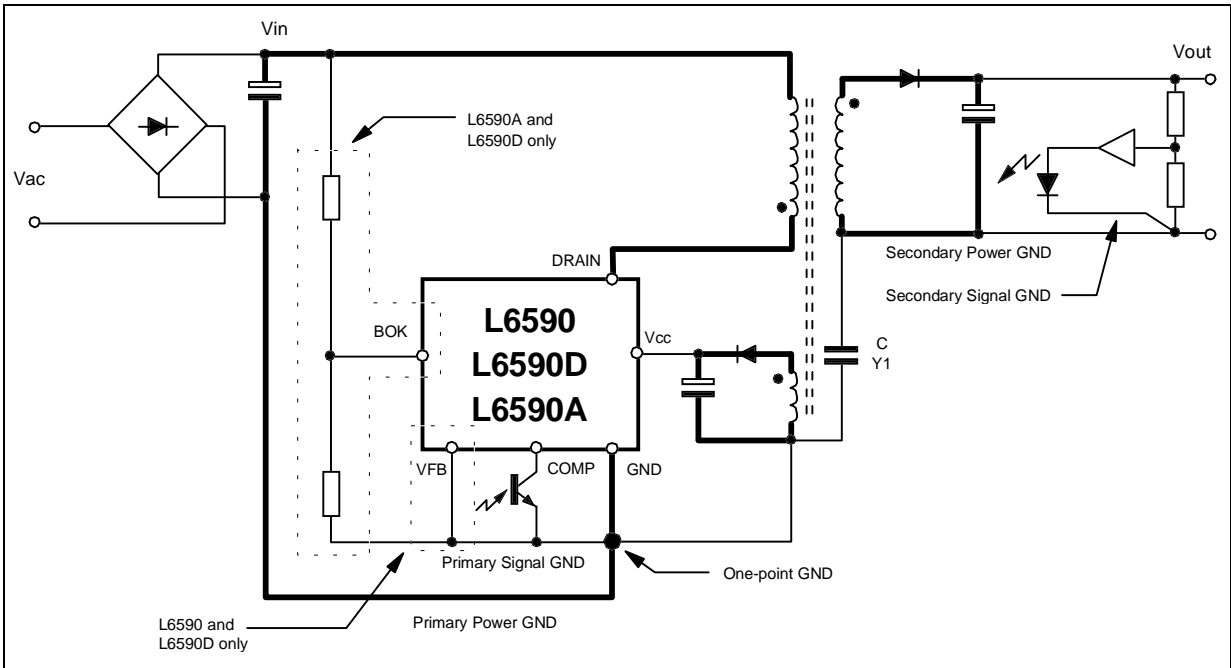 Vin
Vout
L6590A and
L6590D only
Vac
DRAIN
Secondary Power GND
Secondary Signal GND
BOK
L6590
L6590D
L6590A
Vcc
C
Y1
VFB
COMP
GND
Primary Signal GND
One-point GND
L6590 and
L6590D only
Primary Power GND